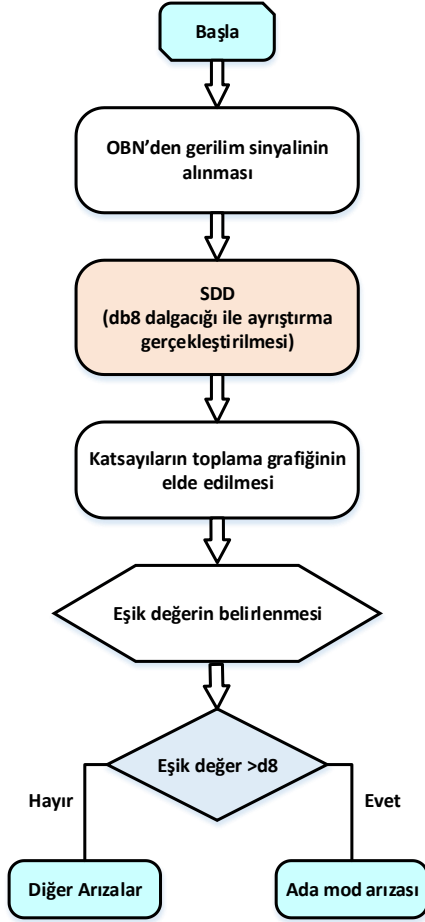 Başla
OBN'den gerilim sinyalinin
alınması
SDD
(db8 dalgacığı ile ayrıştırma
gerçekleştirilmesi)
Katsayıların toplama grafiğinin
elde edilmesi
Eşik değerin belirlenmesi
Eşik değer >d8
Hayır
Evet
Diğer Arızalar
Ada mod arızası